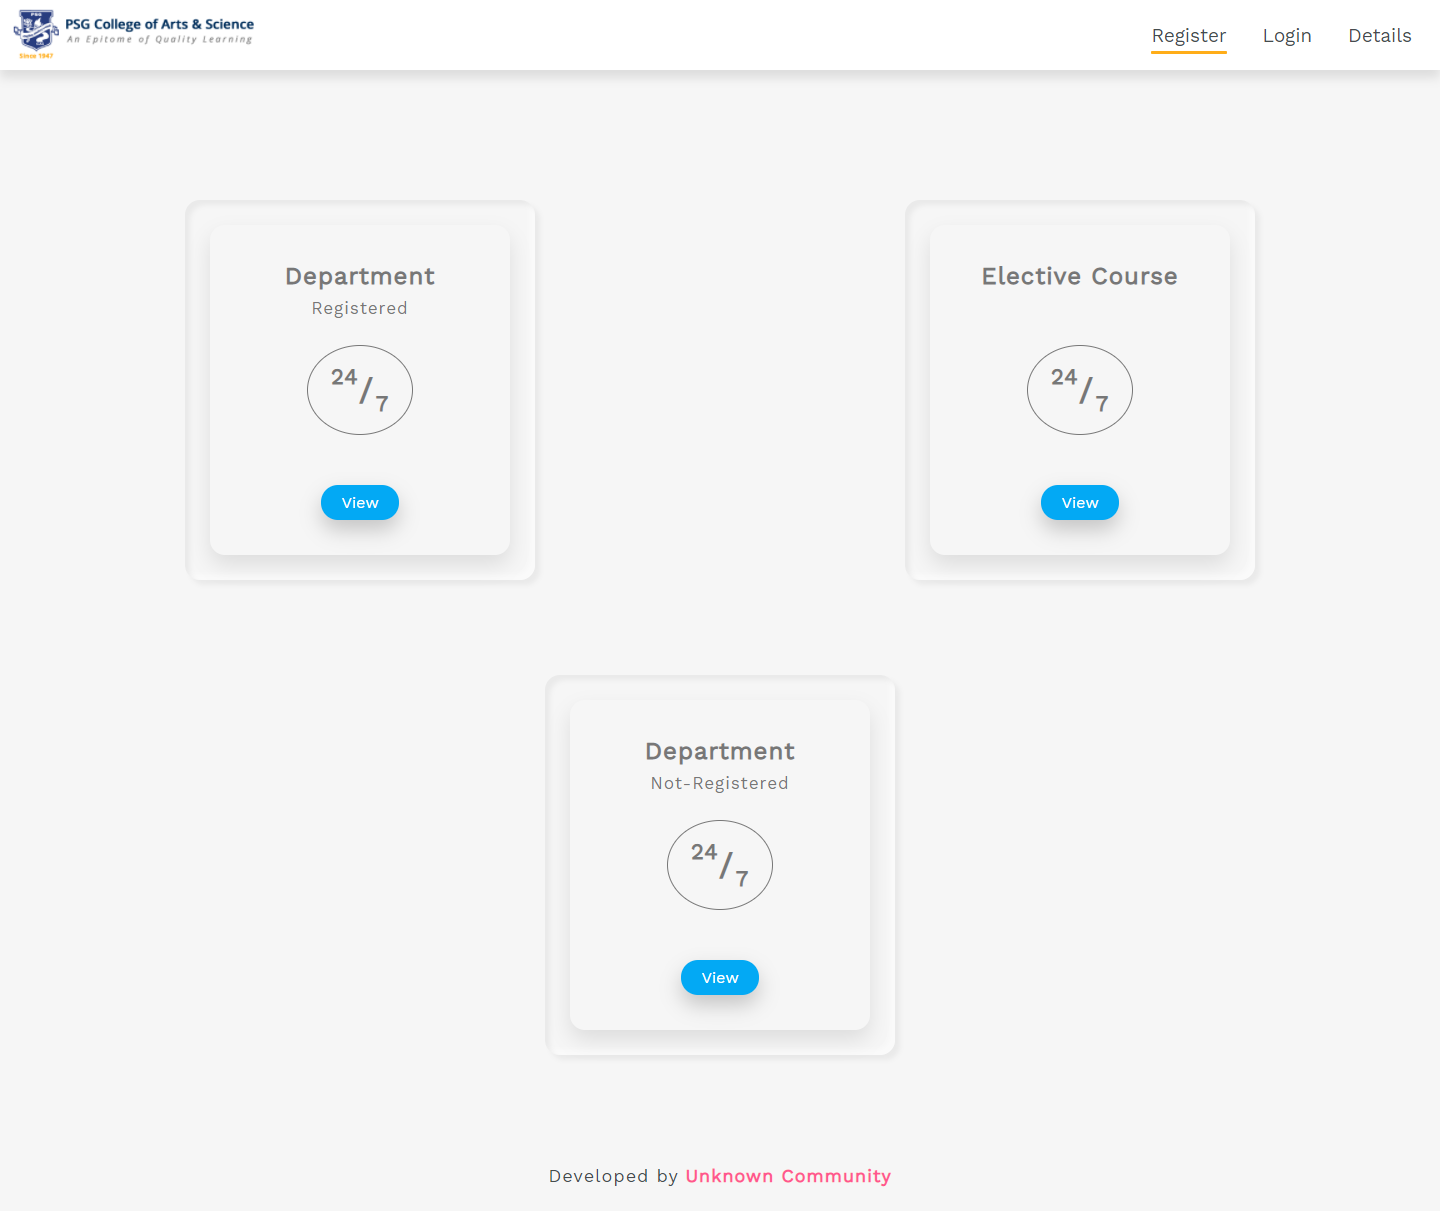 PSG
PSG College of Arts & Science
An Epitome of Quality Learning
Since 1947
Register Login Details
Department
Registered
24/7
View
Elective Course
24/7
View
Department
Not-Registered
24/7
View
Developed by Unknown Community